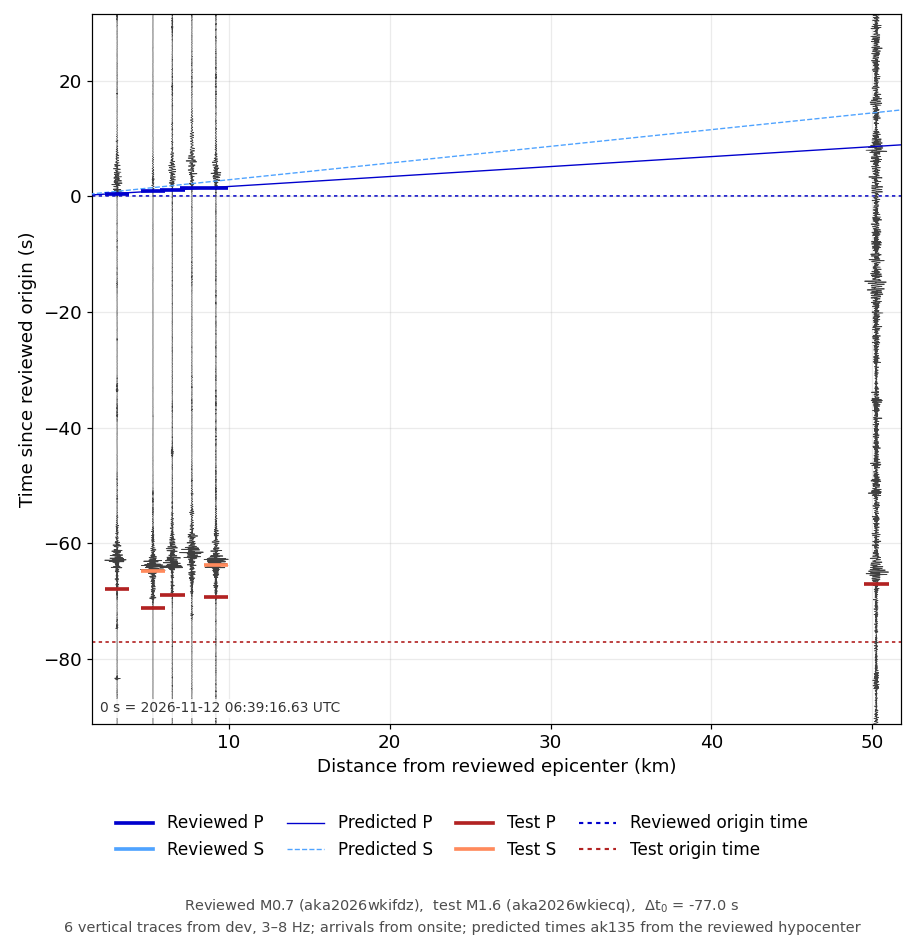 20
0
−20
−40
−60
−80
Time since reviewed origin (s)
0 s = 2026-11-12 06:39:16.63 UTC
10 20 30 40 50
Distance from reviewed epicenter (km)
Reviewed P Predicted P Test P Reviewed origin time
Reviewed S Predicted S Test S Test origin time
Reviewed M0.7 (aka2026wkifdz), test M1.6 (aka2026wkiecq), Δt₀ = -77.0 s
6 vertical traces from dev, 3–8 Hz; arrivals from onsite; predicted times ak135 from the reviewed hypocenter